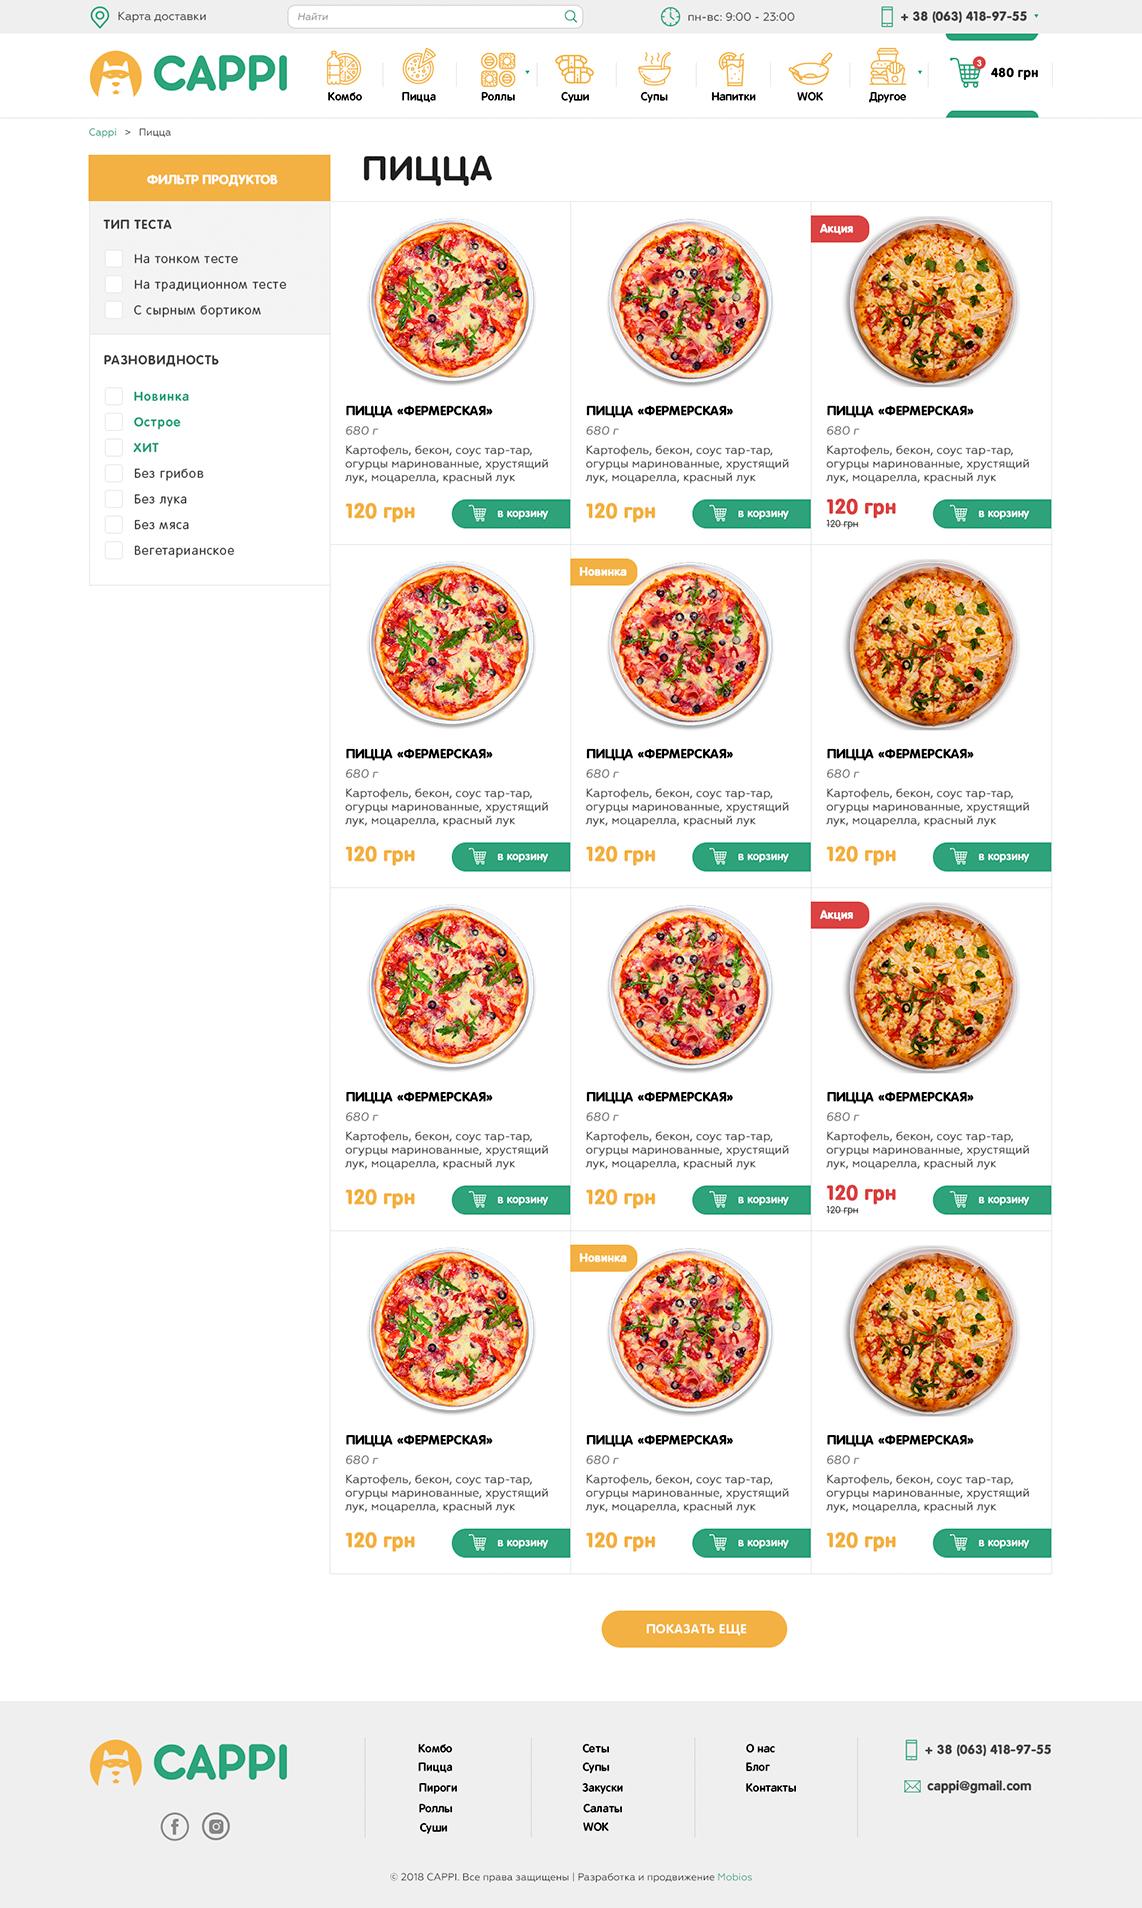 Карта доставки
Найти
пн-вс: 9:00 - 23:00
+ 38 (063) 418-97-55
CAPPI
Комбо
Пицца
Роллы
Суши
Супы
Напитки
WOK
Другое
3
480 грн
Cappi > Пицца
ФИЛЬТР ПРОДУКТОВ
ТИП ТЕСТА
На тонком тесте
На традиционном тесте
С сырным бортиком
РАЗНОВИДНОСТЬ
Новинка
Острое
ХИТ
Без грибов
Без лука
Без мяса
Вегетарианское
ПИЦЦА
ПИЦЦА «ФЕРМЕРСКАЯ»
680 г
Картофель, бекон, соус тар-тар,
огурцы маринованные, хрустящий
лук, моцарелла, красный лук
120 грн
в корзину
ПИЦЦА «ФЕРМЕРСКАЯ»
680 г
Картофель, бекон, соус тар-тар,
огурцы маринованные, хрустящий
лук, моцарелла, красный лук
120 грн
в корзину
Акция
ПИЦЦА «ФЕРМЕРСКАЯ»
680 г
Картофель, бекон, соус тар-тар,
огурцы маринованные, хрустящий
лук, моцарелла, красный лук
120 грн
120 грн
в корзину
ПИЦЦА «ФЕРМЕРСКАЯ»
680 г
Картофель, бекон, соус тар-тар,
огурцы маринованные, хрустящий
лук, моцарелла, красный лук
120 грн
в корзину
Новинка
ПИЦЦА «ФЕРМЕРСКАЯ»
680 г
Картофель, бекон, соус тар-тар,
огурцы маринованные, хрустящий
лук, моцарелла, красный лук
120 грн
в корзину
ПИЦЦА «ФЕРМЕРСКАЯ»
680 г
Картофель, бекон, соус тар-тар,
огурцы маринованные, хрустящий
лук, моцарелла, красный лук
120 грн
в корзину
ПИЦЦА «ФЕРМЕРСКАЯ»
680 г
Картофель, бекон, соус тар-тар,
огурцы маринованные, хрустящий
лук, моцарелла, красный лук
120 грн
в корзину
ПИЦЦА «ФЕРМЕРСКАЯ»
680 г
Картофель, бекон, соус тар-тар,
огурцы маринованные, хрустящий
лук, моцарелла, красный лук
120 грн
в корзину
Акция
ПИЦЦА «ФЕРМЕРСКАЯ»
680 г
Картофель, бекон, соус тар-тар,
огурцы маринованные, хрустящий
лук, моцарелла, красный лук
120 грн
120 грн
в корзину
ПИЦЦА «ФЕРМЕРСКАЯ»
680 г
Картофель, бекон, соус тар-тар,
огурцы маринованные, хрустящий
лук, моцарелла, красный лук
120 грн
в корзину
Новинка
ПИЦЦА «ФЕРМЕРСКАЯ»
680 г
Картофель, бекон, соус тар-тар,
огурцы маринованные, хрустящий
лук, моцарелла, красный лук
120 грн
в корзину
ПИЦЦА «ФЕРМЕРСКАЯ»
680 г
Картофель, бекон, соус тар-тар,
огурцы маринованные, хрустящий
лук, моцарелла, красный лук
120 грн
в корзину
ПОКАЗАТЬ ЕЩЕ
CAPPI
Комбо
Пицца
Пироги
Роллы
Суши
Сеты
Супы
Закуски
Салаты
WOK
О нас
Блог
Контакты
+ 38 (063) 418-97-55
cappi@gmail.com
© 2018 CAPPI. Все права защищены | Разработка и продвижение Mobios